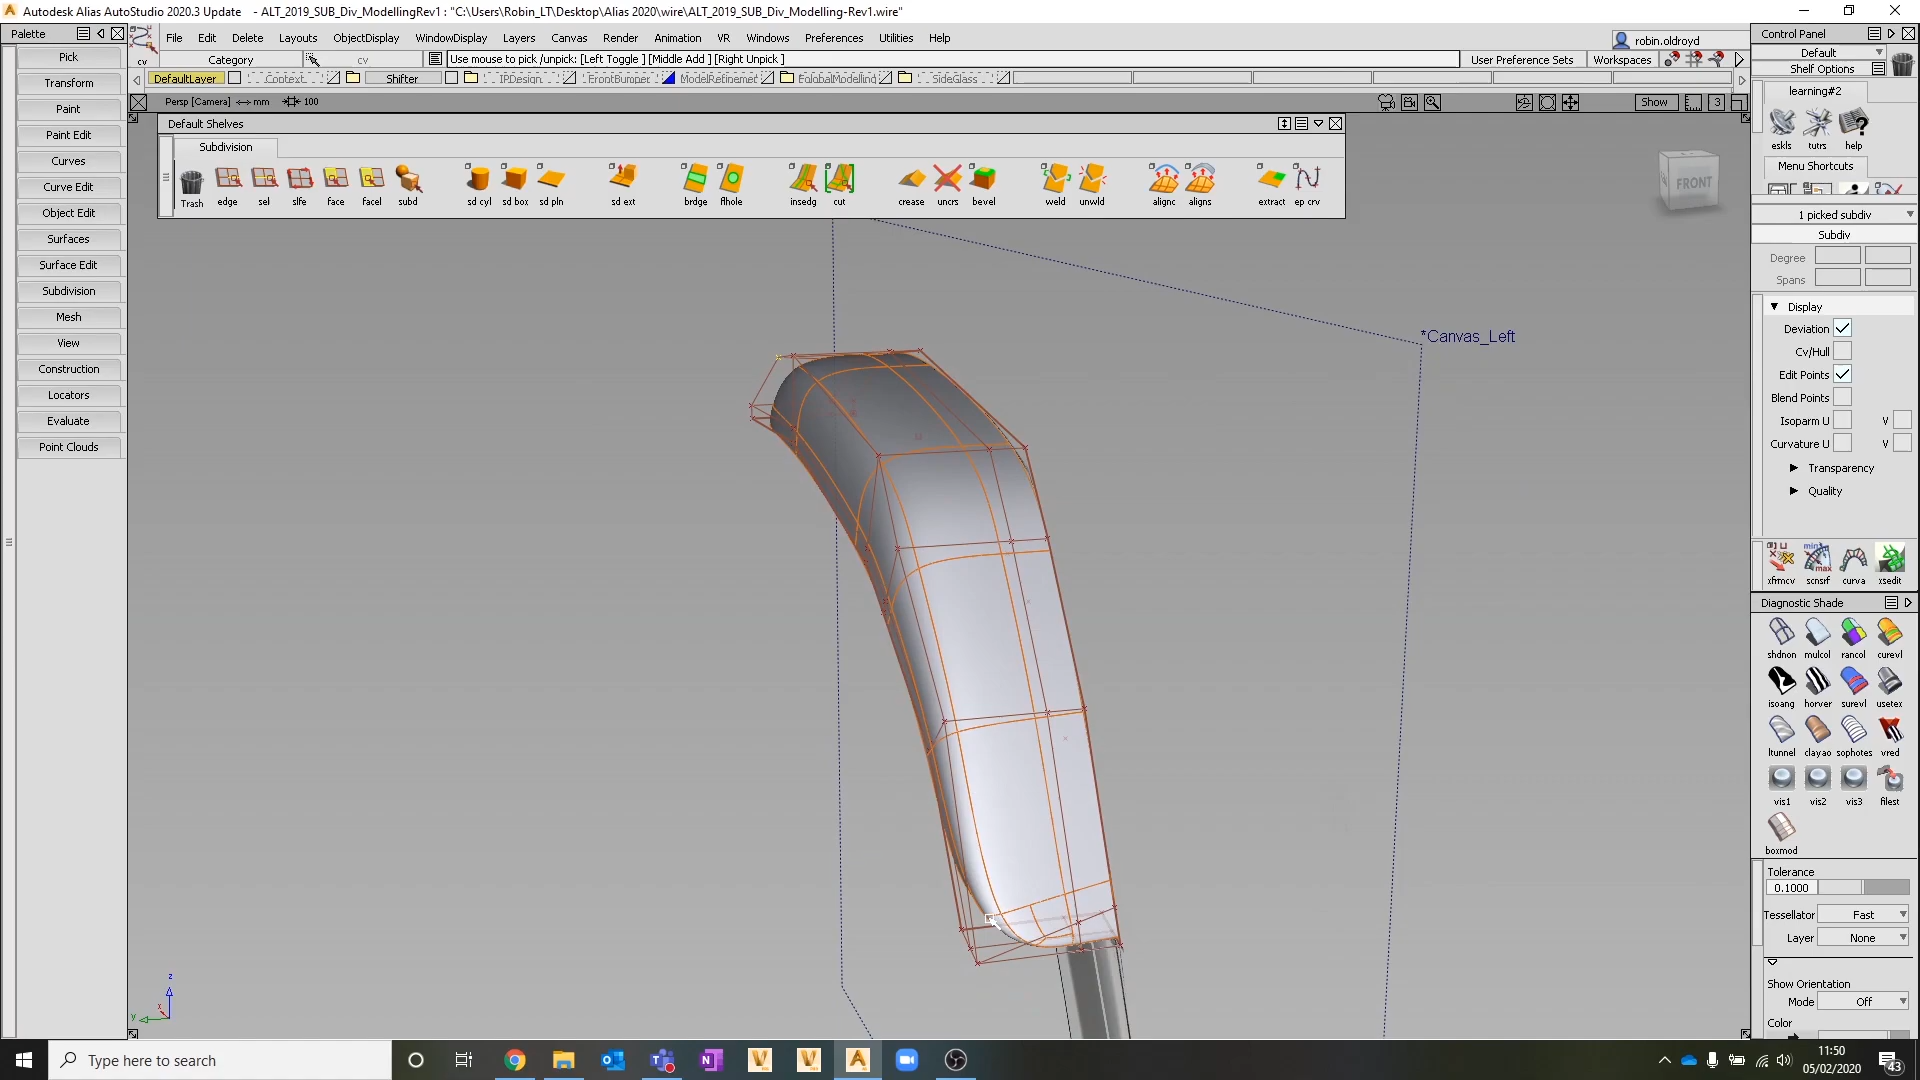 Autodesk Alias AutoStudio 2020.3 Update - ALT_2019_SUB_Div_ModellingRev1 : "C:\Users\Robin_LT\Desktop\Alias 2020\wire\ALT_2019_SUB_Div_Modelling-Rev1.wire"
Palette
File Edit Delete Layouts ObjectDisplay WindowDisplay Layers Canvas Render Animation VR Windows Preferences Utilities Help
robin.oldroyd
Control Panel
Category
cv
cv
Use mouse to pick /unpick: [Left Toggle ] [Middle Add ] [Right Unpick ]
User Preference Sets
Workspaces
Default
Shelf Options
DefaultLayer
Context
Shifter
IPDesign
FrontBumper
ModelRefinement
SideGlass
Persp [Camera] <-> mm 100
Show
3
Pick
Transform
Paint
Paint Edit
Curves
Curve Edit
Object Edit
Surfaces
Surface Edit
Subdivision
Mesh
View
Construction
Locators
Evaluate
Point Clouds
Default Shelves
Subdivision
Trash edge sel slfe face facel subd sd cyl sd box sd pln sd ext brdge flhole insedg cut crease uncrs bevel weld unwld alignc aligns extract ep crv
FRONT
*Canvas_Left
z
x
y
learning#2
eskls tutrs help
Menu Shortcuts
1 picked subdiv
Subdiv
Degree
Spans
Display
Deviation
Cv/Hull
Edit Points
Blend Points
Isoparm U V
Curvature U V
Transparency
Quality
min
max
xfrmcv scnsrf curva xsedit
Diagnostic Shade
shdnon mulcol rancol curevl
isoang horver surevl usetex
ltunnel clayao sophotes vred
vis1 vis2 vis3 filest
boxmod
Tolerance
0.1000
Tessellator Fast
Layer None
Show Orientation
Mode Off
Color
Type here to search
11:50
05/02/2020
43